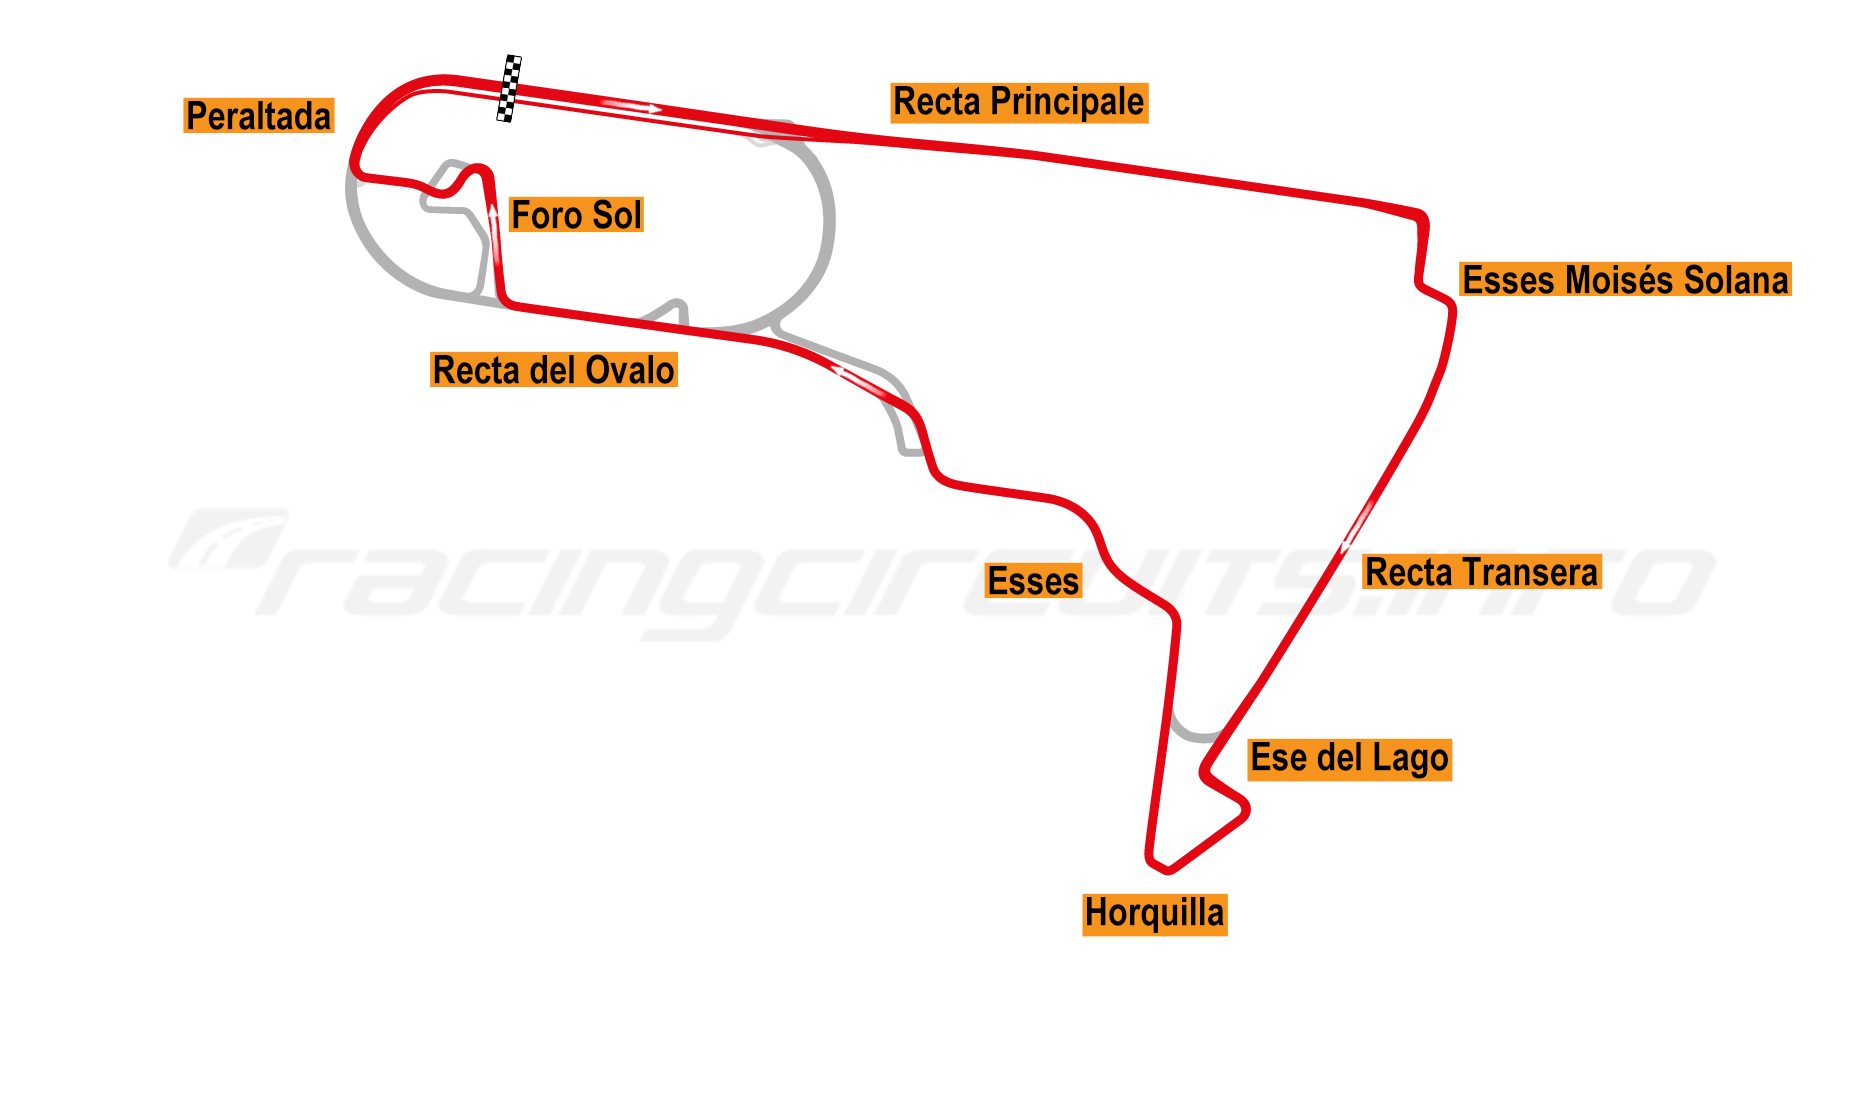 Peraltada
Recta Principale
Foro Sol
Esses Moisés Solana
Recta del Ovalo
racingcircuits.info
Esses
Recta Transera
Ese del Lago
Horquilla